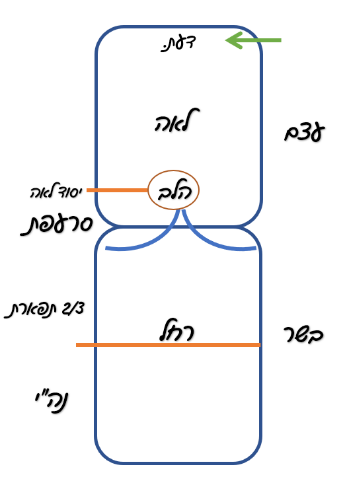 דעת.
לאה
עצם
הלב
יסוד לאה
סרעפת
2/3 תפארת
רחל
בשר
נה"י